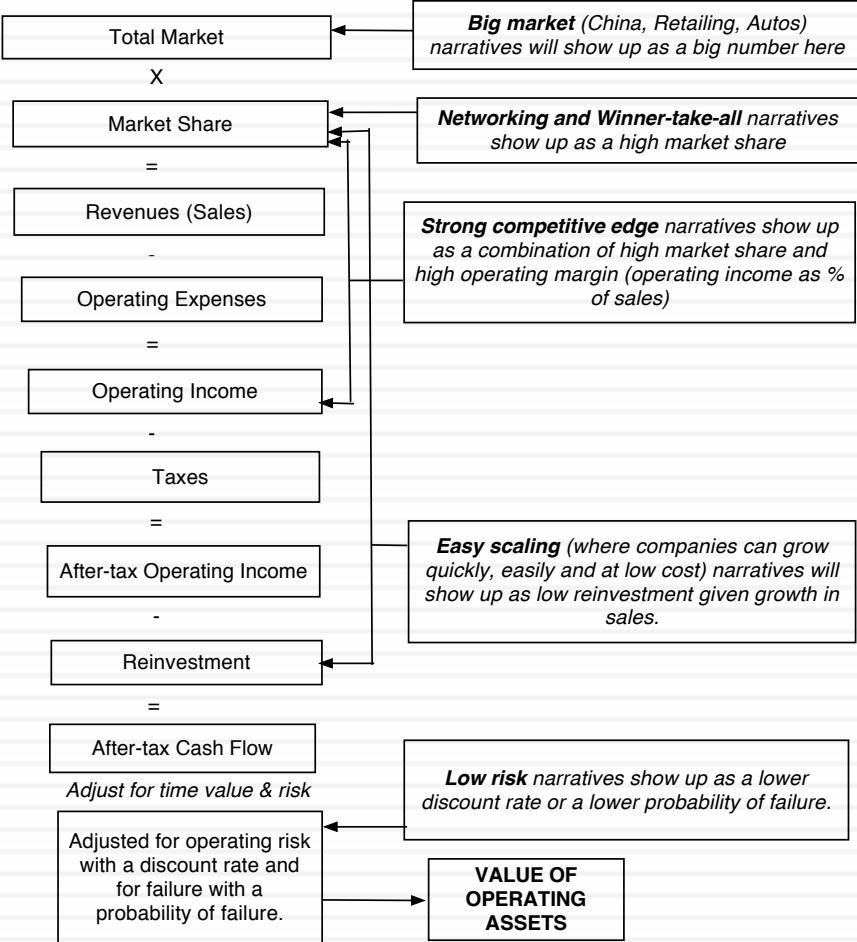 Total Market
Big market (China, Retailing, Autos)
narratives will show up as a big number here
X
Market Share
Networking and Winner-take-all narratives
show up as a high market share
=
Revenues (Sales)
Strong competitive edge narratives show up
as a combination of high market share and
high operating margin (operating income as %
of sales)
-
Operating Expenses
=
Operating Income
-
Taxes
=
After-tax Operating Income
Easy scaling (where companies can grow
quickly, easily and at low cost) narratives will
show up as low reinvestment given growth in
sales.
-
Reinvestment
=
After-tax Cash Flow
Adjust for time value & risk
Low risk narratives show up as a lower
discount rate or a lower probability of failure.
Adjusted for operating risk
with a discount rate and
for failure with a
probability of failure.
VALUE OF
OPERATING
ASSETS